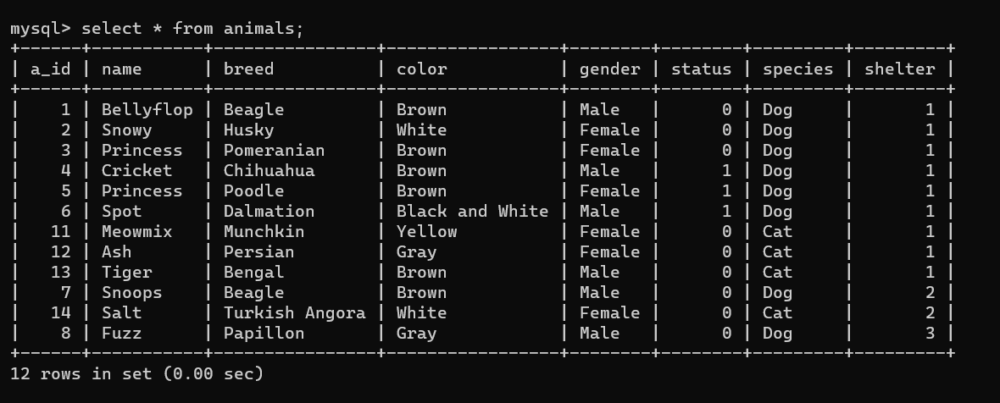 mysql> select * from animals;
+------+-----------+----------------+-----------------+--------+--------+---------+---------+
| a_id | name      | breed          | color           | gender | status | species | shelter |
+------+-----------+----------------+-----------------+--------+--------+---------+---------+
|    1 | Bellyflop | Beagle         | Brown           | Male   |      0 | Dog     |       1 |
|    2 | Snowy     | Husky          | White           | Female |      0 | Dog     |       1 |
|    3 | Princess  | Pomeranian     | Brown           | Female |      0 | Dog     |       1 |
|    4 | Cricket   | Chihuahua      | Brown           | Male   |      1 | Dog     |       1 |
|    5 | Princess  | Poodle         | Brown           | Female |      1 | Dog     |       1 |
|    6 | Spot      | Dalmation      | Black and White | Male   |      1 | Dog     |       1 |
|   11 | Meowmix   | Munchkin       | Yellow          | Female |      0 | Cat     |       1 |
|   12 | Ash       | Persian        | Gray            | Female |      0 | Cat     |       1 |
|   13 | Tiger     | Bengal         | Brown           | Male   |      0 | Cat     |       1 |
|    7 | Snoops    | Beagle         | Brown           | Male   |      0 | Dog     |       2 |
|   14 | Salt      | Turkish Angora | White           | Female |      0 | Cat     |       2 |
|    8 | Fuzz      | Papillon       | Gray            | Male   |      0 | Dog     |       3 |
+------+-----------+----------------+-----------------+--------+--------+---------+---------+
12 rows in set (0.00 sec)